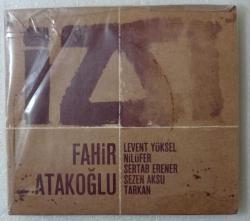 İZ
FAHİR
ATAKOĞLU
LEVENT YÜKSEL
NİLÜFER
SERTAB ERENER
SEZEN AKSU
TARKAN